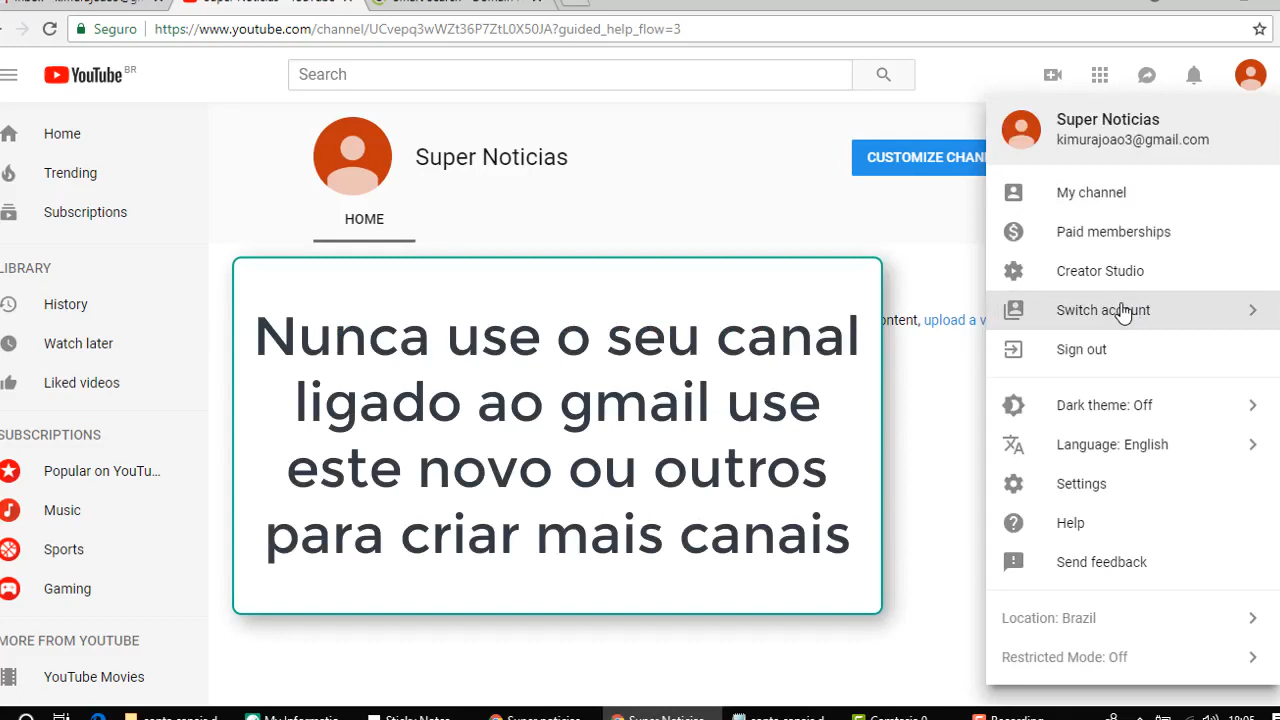 Seguro
https://www.youtube.com/channel/UCvepq3wWZt36P7ZtL0X50JA?guided_help_flow=3
YouTube BR
Search
Super Noticias
kimurajoao3@gmail.com
Home
Trending
Subscriptions
LIBRARY
History
Watch later
Liked videos
SUBSCRIPTIONS
Popular on YouTu...
Music
Sports
Gaming
MORE FROM YOUTUBE
YouTube Movies
Super Noticias
CUSTOMIZE CHAN
HOME
ontent, upload a v
Nunca use o seu canal
ligado ao gmail use
este novo ou outros
para criar mais canais
My channel
Paid memberships
Creator Studio
Switch account
Sign out
Dark theme: Off
Language: English
Settings
Help
Send feedback
Location: Brazil
Restricted Mode: Off